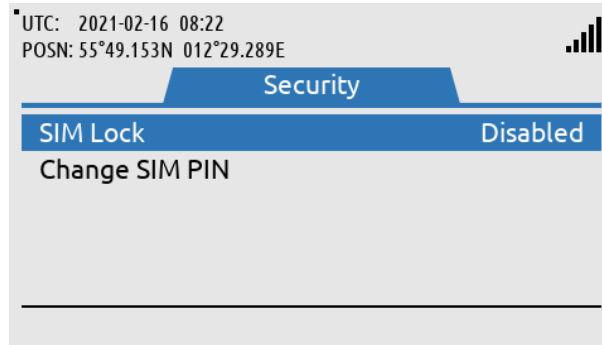 UTC: 2021-02-16 08:22
POSN: 55°49.153N 012°29.289E
Security
SIM Lock Disabled
Change SIM PIN